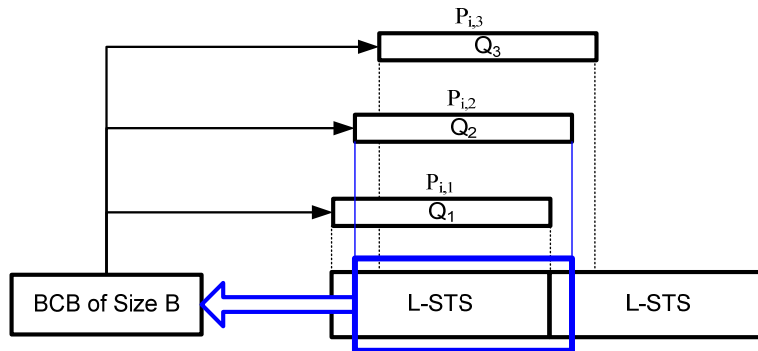 P_{i,3}
Q_3
P_{i,2}
Q_2
P_{i,1}
Q_1
BCB of Size B
L-STS
L-STS